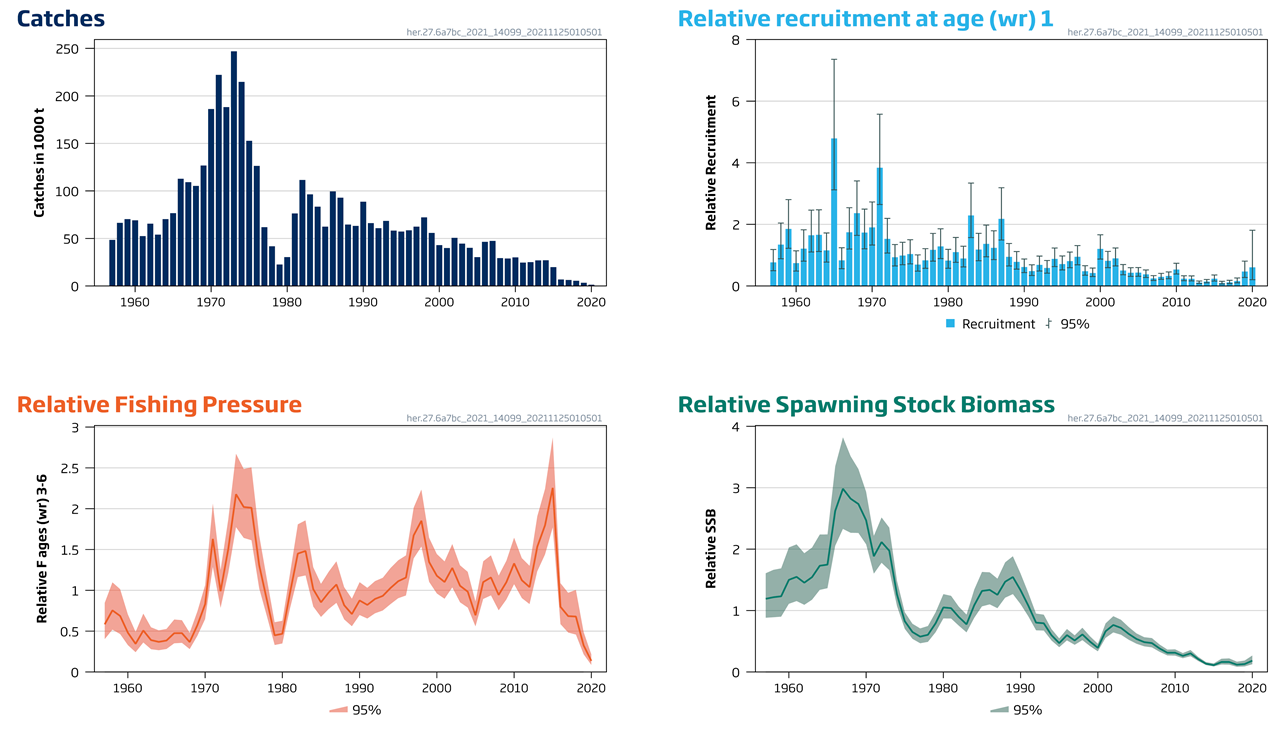 Catches
her.27.6a7bc_2021_14099_20211125010501
Catches in 1000 t
250
200
150
100
50
0
1960 1970 1980 1990 2000 2010 2020
Relative recruitment at age (wr) 1
her.27.6a7bc_2021_14099_20211125010501
Relative Recruitment
8
6
4
2
0
1960 1970 1980 1990 2000 2010 2020
Recruitment 95%
Relative Fishing Pressure
her.27.6a7bc_2021_14099_20211125010501
Relative F ages (wr) 3-6
3
2.5
2
1.5
1
0.5
0
1960 1970 1980 1990 2000 2010 2020
95%
Relative Spawning Stock Biomass
her.27.6a7bc_2021_14099_20211125010501
Relative SSB
4
3
2
1
0
1960 1970 1980 1990 2000 2010 2020
95%